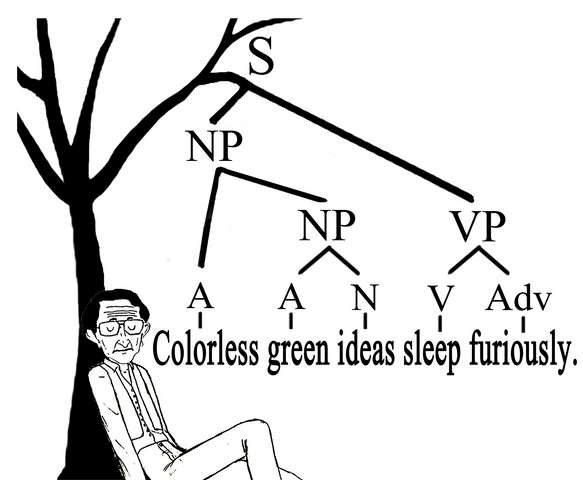 S
NP
NP VP
A A N V Adv
Colorless green ideas sleep furiously.